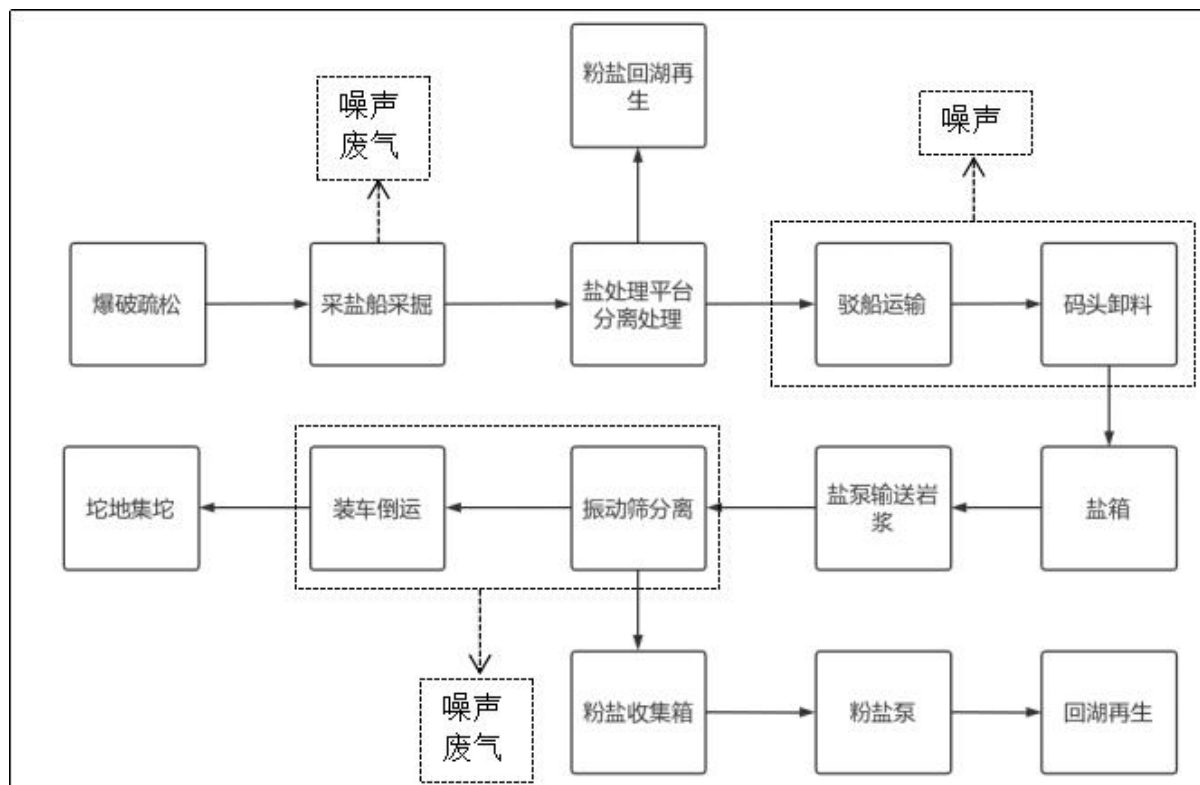 粉盐回湖再
生
噪声
废气
噪声
爆破疏松
采盐船采掘
盐处理平台
分离处理
驳船运输
码头卸料
坨地集坨
装车倒运
振动筛分离
盐泵输送岩
浆
盐箱
噪声
废气
粉盐收集箱
粉盐泵
回湖再生